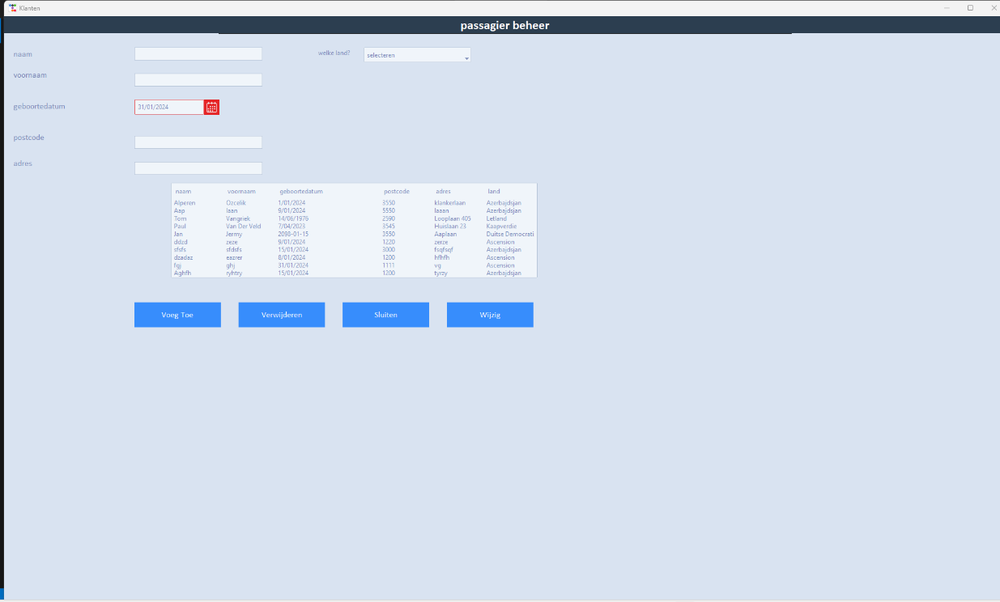 Klanten
passagier beheer
naam
welke land?
selecteren
voornaam
geboortedatum
31/01/2024
postcode
adres
naam voornaam geboortedatum postcode adres land
Alperen Ozcelik 1/01/2024 3550 klankerlaan Azerbajdsjan
Aap laan 9/01/2024 5550 laaan Azerbajdsjan
Tom Vangriek 14/06/1976 2590 Looplaan 405 Letland
Paul Van Der Veld 7/04/2023 3545 Huislaan 23 Kaapverdie
Jan Jermy 2098-01-15 3550 Aaplaan Duitse Democrati
ddzd zeze 9/01/2024 1220 zerze Ascension
sfsfs sfdsfs 15/01/2024 3000 fsqfsqf Azerbajdsjan
dzadaz eazrer 8/01/2024 1200 hfhfh Ascension
fgj ghj 31/01/2024 1111 vg Ascension
Aghfh ryhtry 15/01/2024 1200 tyrzy Azerbajdsjan
Voeg Toe
Verwijderen
Sluiten
Wijzig